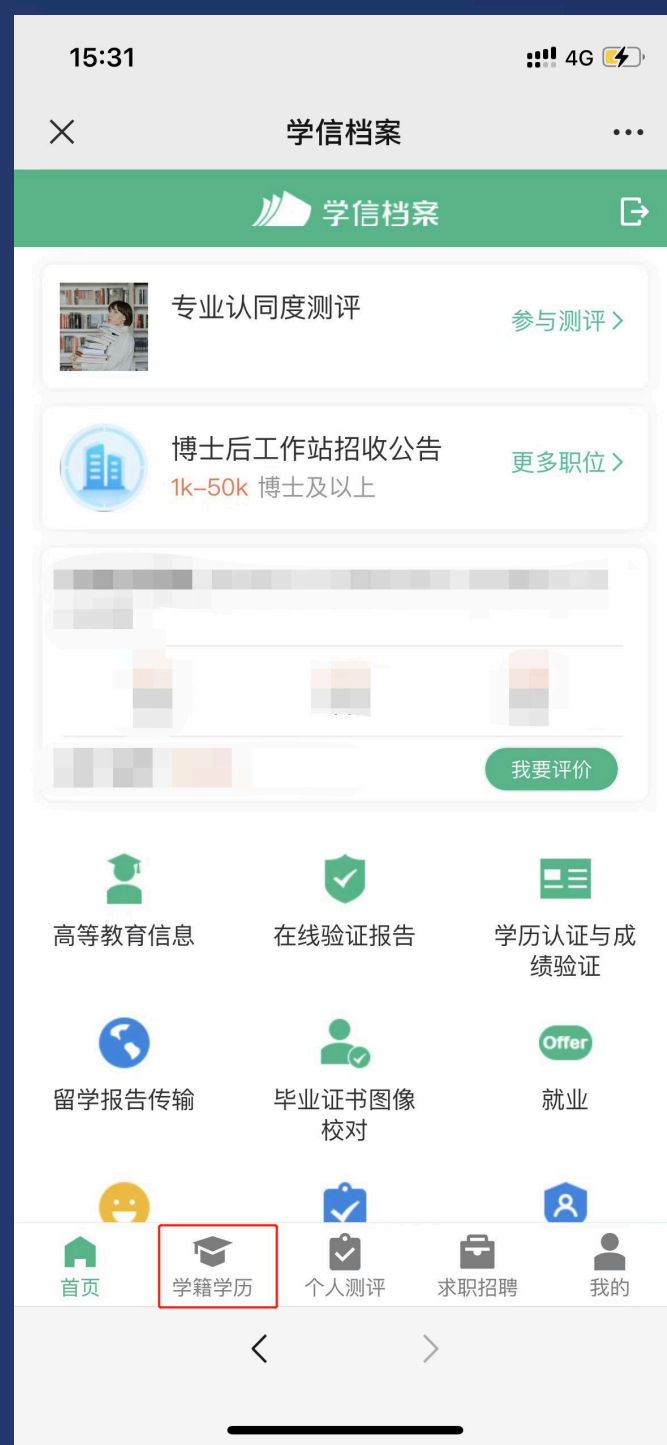 15:31
4G
学信档案
学信档案
专业认同度测评
参与测评
博士后工作站招收公告
1k-50k 博士及以上
更多职位
我要评价
高等教育信息
在线验证报告
学历认证与成
绩验证
留学报告传输
毕业证书图像
校对
Offer
就业
首页
学籍学历
个人测评
求职招聘
我的